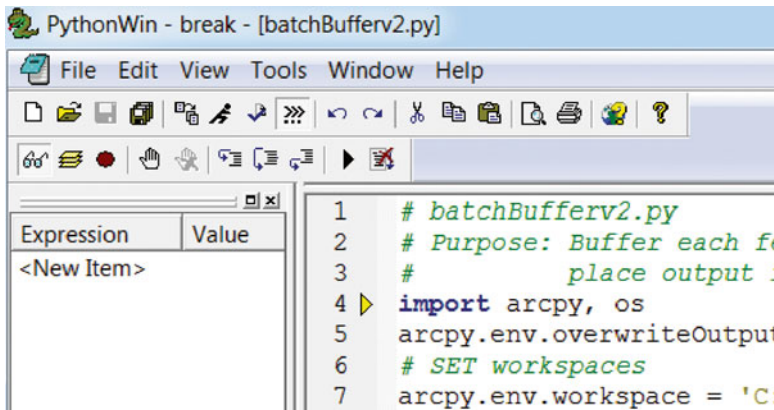 PythonWin - break - [batchBufferv2.py]
File Edit View Tools Window Help
Expression Value
<New Item>
1 # batchBufferv2.py
2 # Purpose: Buffer each fe
3 # place output
4 import arcpy, os
5 arcpy.env.overwriteOutput
6 # SET workspaces
7 arcpy.env.workspace = 'C